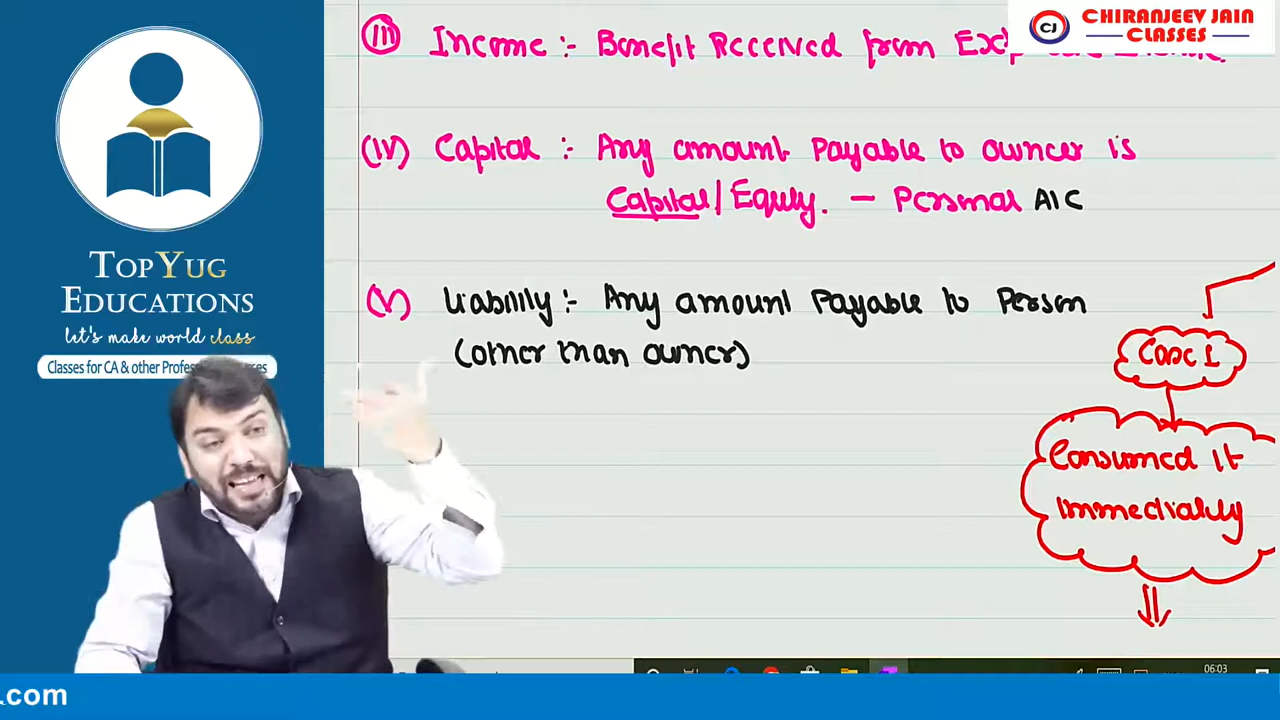 CHIRANJEEV JAIN
CLASSES
CJ
(III) Income :- Benefit Received from
(IV) Capital :- Any amount Payable to owner is
Capital/Equity. - Personal A/C
(V) Liability :- Any amount Payable to Person
(other than owner)
Case I
Consumed it
immediately
TOPYUG
EDUCATIONS
let's make world class
Classes for CA & other
06:03
.com